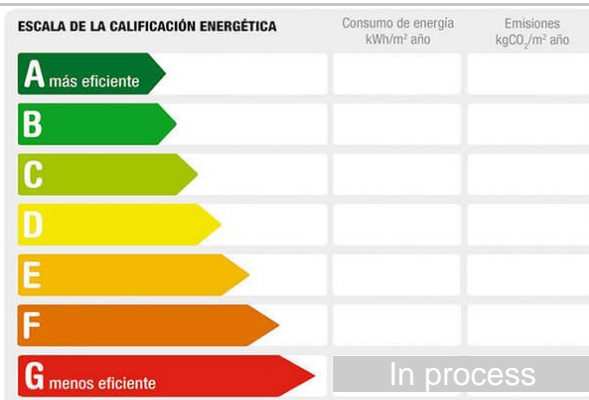 ESCALA DE LA CALIFICACIÓN ENERGÉTICA
Consumo de energía
kWh/m² año
Emisiones
kgCO₂/m² año
A más eficiente
B
C
D
E
F
G menos eficiente
In process